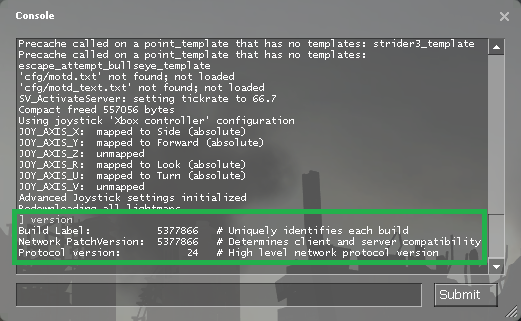 Console
Precache called on a point_template that has no templates: strider3_template
Precache called on a point_template that has no templates:
escape_attempt_bullseye_template
'cfg/motd.txt' not found; not loaded
'cfg/motd_text.txt' not found; not loaded
SV_ActivateServer: setting tickrate to 66.7
Compact freed 557056 bytes
Using joystick 'Xbox controller' configuration
JOY_AXIS_X: mapped to Side (absolute)
JOY_AXIS_Y: mapped to Forward (absolute)
JOY_AXIS_Z: unmapped
JOY_AXIS_R: mapped to Look (absolute)
JOY_AXIS_U: mapped to Turn (absolute)
JOY_AXIS_V: unmapped
Advanced Joystick settings initialized
Redownloading all lightmaps
] version
Build Label: 5377866 # Uniquely identifies each build
Network PatchVersion: 5377866 # Determines client and server compatibility
Protocol version: 24 # High level network protocol version
Submit